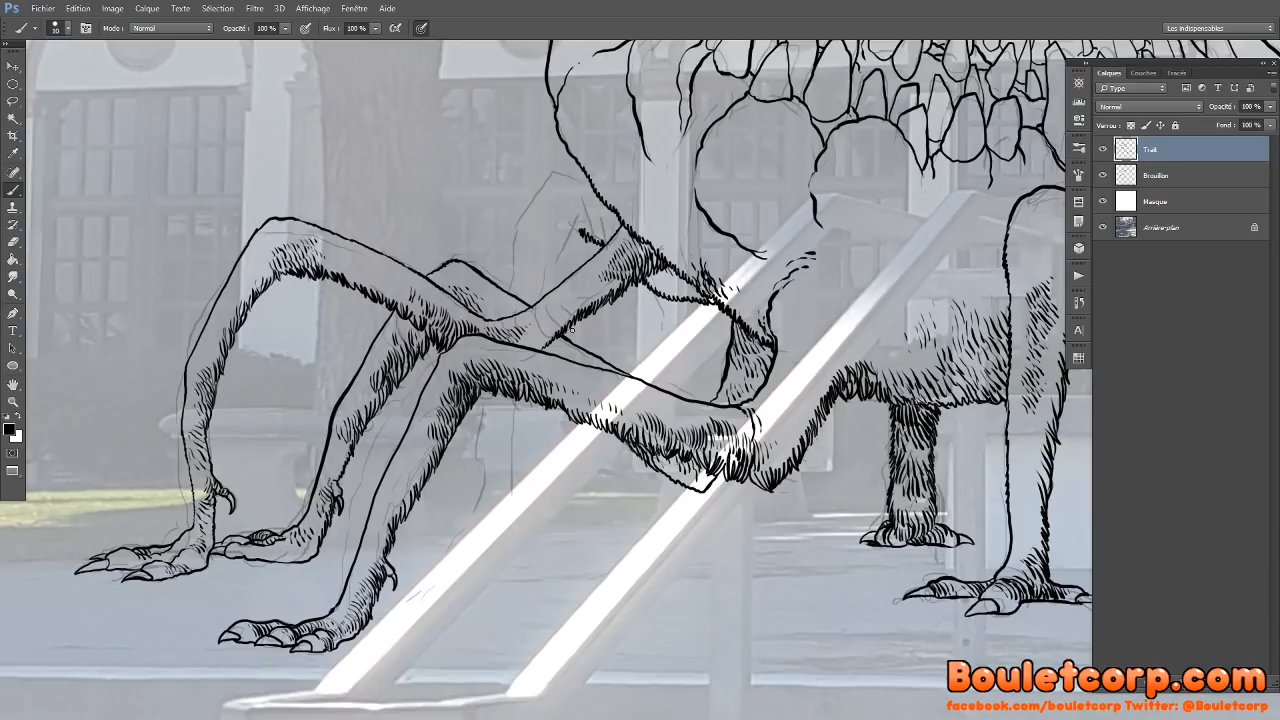 Ps Fichier Edition Image Calque Texte Sélection Filtre 3D Affichage Fenêtre Aide
10 Mode : Normal Opacité : 100 % Flux : 100 % Les indispensables
Calques Couches Tracés
Type
Normal Opacité : 100 %
Verrou : Fond : 100 %
Trait
Brouillon
Masque
Arrière-plan
Bouletcorp.com
facebook.com/bouletcorp Twitter: @Bouletcorp